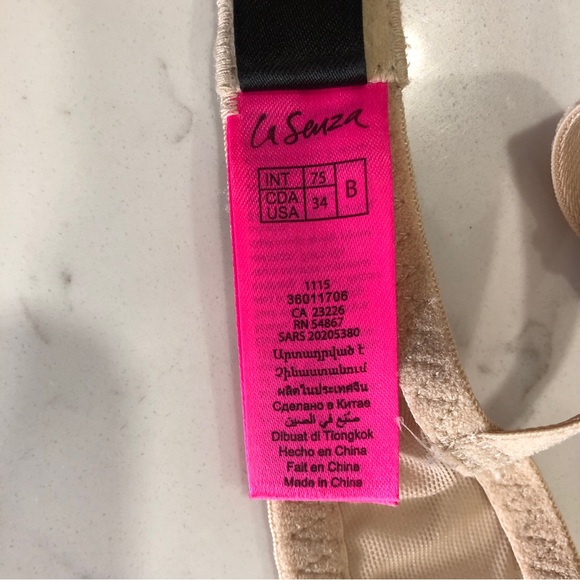 La Senza
INT 75 B
CDA USA 34
1115
36011706
CA 23226
RN 54867
SARS 20205380
Արտադրված է
Չինաստանում
ผลิตในประเทศจีน
Сделано в Китае
صنع في الصين
Dibuat di Tiongkok
Hecho en China
Fait en China
Made in China